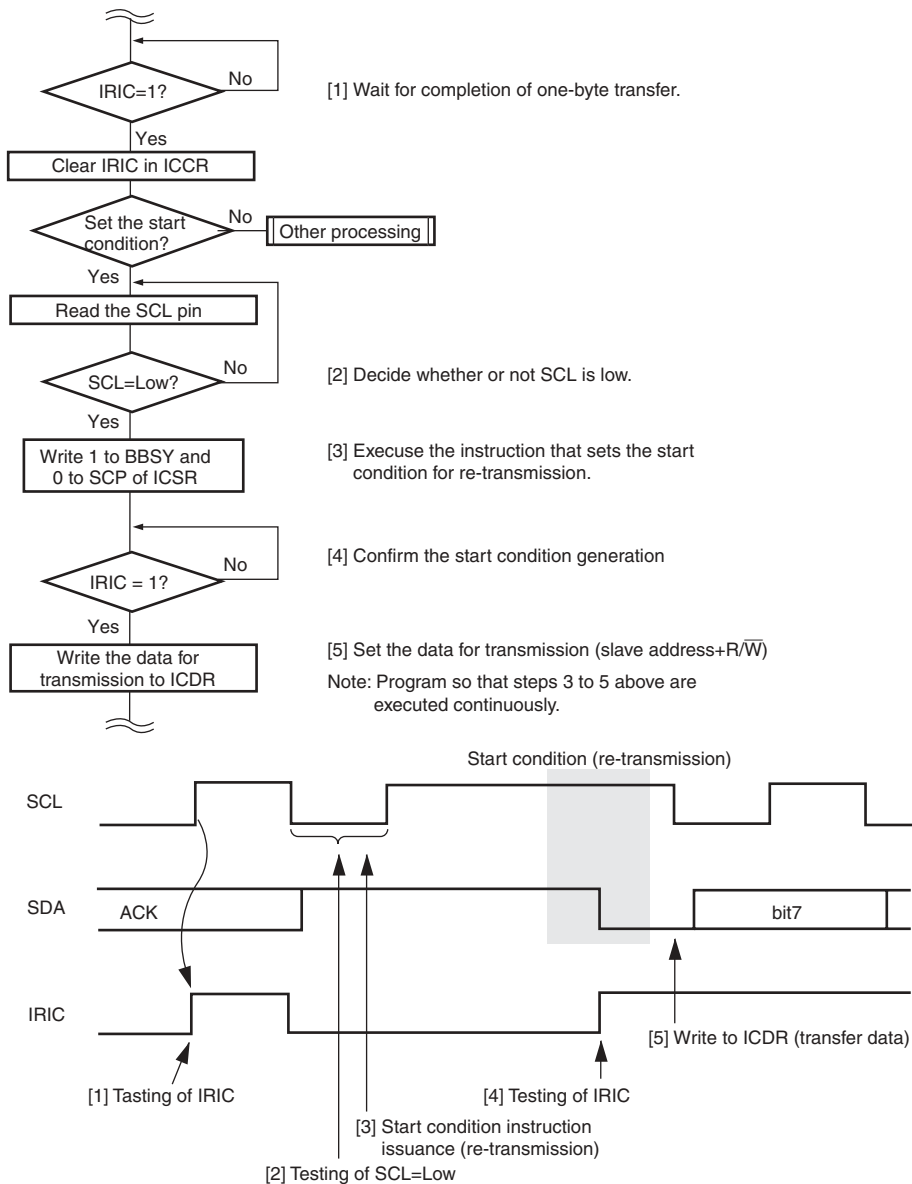 IRIC=1?
No
[1] Wait for completion of one-byte transfer.
Yes
Clear IRIC in ICCR
Set the start
condition?
No
Other processing
Yes
Read the SCL pin
SCL=Low?
No
[2] Decide whether or not SCL is low.
Yes
Write 1 to BBSY and
0 to SCP of ICSR
[3] Execuse the instruction that sets the start
condition for re-transmission.
IRIC = 1?
No
[4] Confirm the start condition generation
Yes
Write the data for
transmission to ICDR
[5] Set the data for transmission (slave address+R/W̅)
Note: Program so that steps 3 to 5 above are
executed continuously.
Start condition (re-transmission)
SCL
SDA
ACK
bit7
IRIC
[5] Write to ICDR (transfer data)
[1] Tasting of IRIC
[4] Testing of IRIC
[3] Start condition instruction
issuance (re-transmission)
[2] Testing of SCL=Low